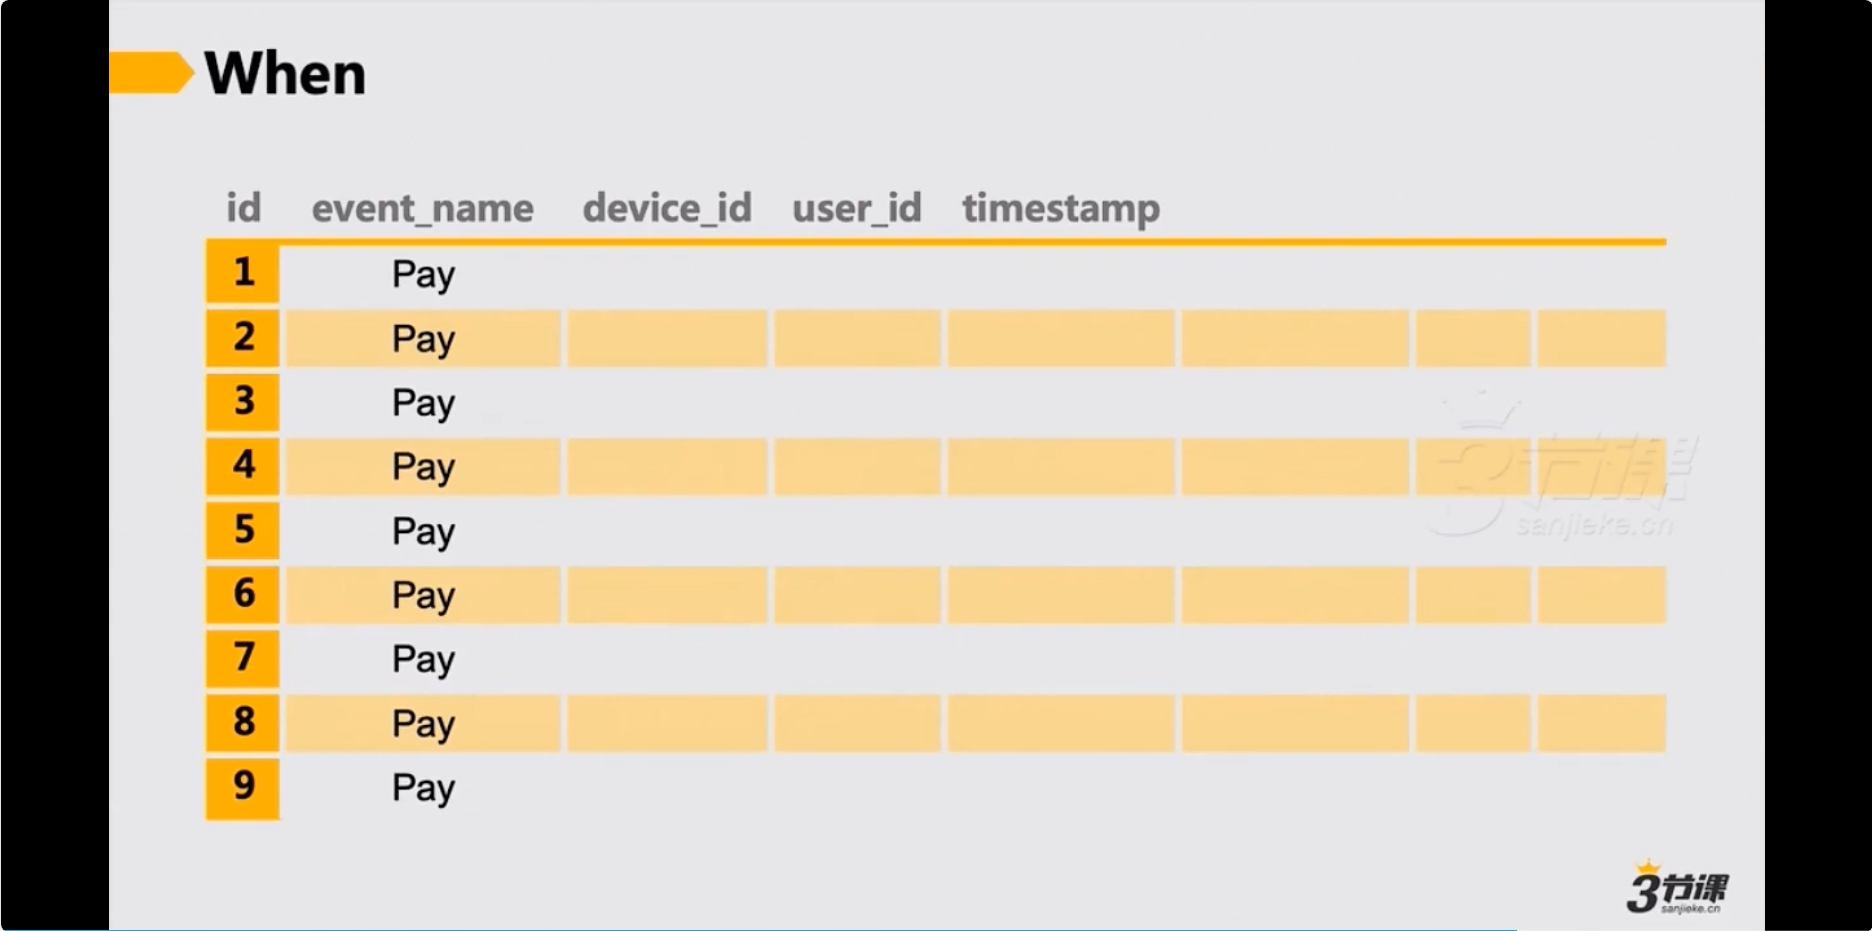 When
id event_name device_id user_id timestamp
1 Pay
2 Pay
3 Pay
4 Pay
5 Pay
6 Pay
7 Pay
8 Pay
9 Pay
3节课
sanjieke.cn
3节课
sanjieke.cn